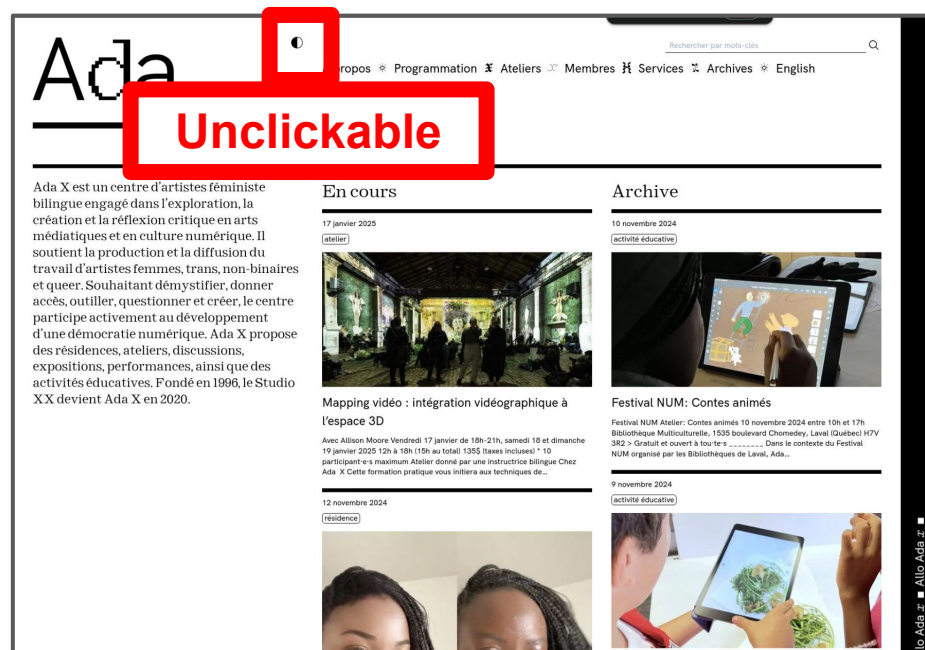 Ada
Rechercher par mots-clés
ropos Programmation Ateliers Membres Services Archives English
Unclickable
Ada X est un centre d'artistes féministe
bilingue engagé dans l'exploration, la
création et la réflexion critique en arts
médiatiques et en culture numérique. Il
soutient la production et la diffusion du
travail d'artistes femmes, trans, non-binaires
et queer. Souhaitant démystifier, donner
accès, outiller, questionner et créer, le centre
participe activement au développement
d'une démocratie numérique. Ada X propose
des résidences, ateliers, discussions,
expositions, performances, ainsi que des
activités éducatives. Fondé en 1996, le Studio
XX devient Ada X en 2020.
En cours
17 janvier 2025
atelier
Mapping vidéo : intégration vidéographique à
l'espace 3D
Avec Allison Moore Vendredi 17 janvier de 18h-21h, samedi 18 et dimanche
19 janvier 2025 12h à 18h (15h au total) 135$ (taxes incluses) * 10
participant·e·s maximum Atelier donné par une instructrice bilingue Chez
Ada X Cette formation pratique vous initiera aux techniques de...
12 novembre 2024
résidence
Archive
10 novembre 2024
activité éducative
Festival NUM: Contes animés
Festival NUM Atelier: Contes animés 10 novembre 2024 entre 10h et 17h
Bibliothèque Multiculturelle, 1535 boulevard Chomedey, Laval (Québec) H7V
3R2 > Gratuit et ouvert à tou·te·s ________ Dans le contexte du Festival
NUM organisé par les Bibliothèques de Laval, Ada...
9 novembre 2024
activité éducative
llo Ada x ■ Allo Ada x ■